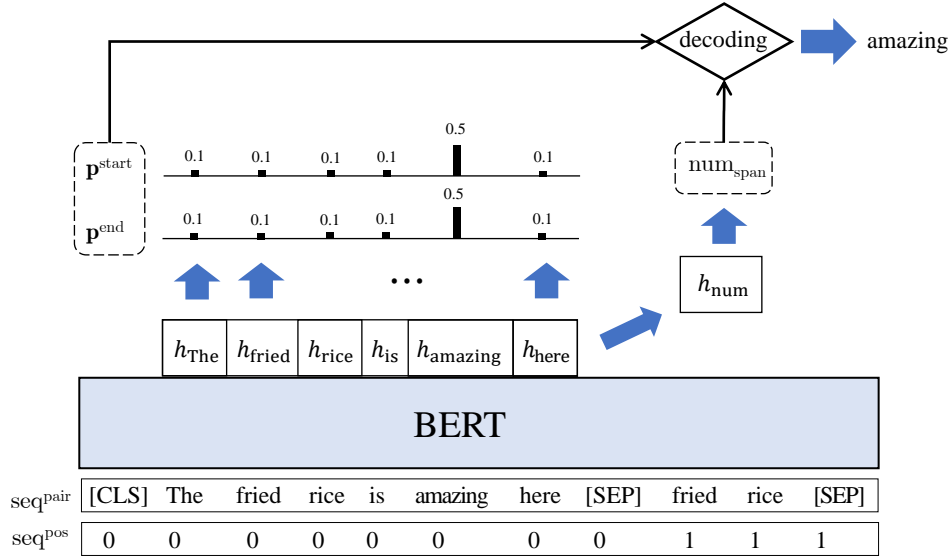 decoding
amazing
0.1 0.1 0.1 0.1 0.5 0.1
p^start
num_span
0.1 0.1 0.1 0.1 0.5 0.1
p^end
...
h_num
h_The h_fried h_rice h_is h_amazing h_here
BERT
seq^pair [CLS] The fried rice is amazing here [SEP] fried rice [SEP]
seq^pos 0 0 0 0 0 0 0 0 1 1 1